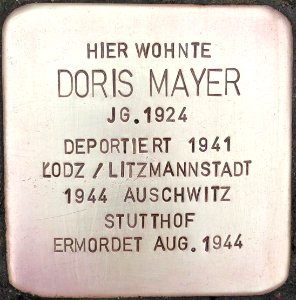 HIER WOHNTE
DORIS MAYER
JG. 1924
DEPORTIERT 1941
ŁODZ / LITZMANNSTADT
1944 AUSCHWITZ
STUTTHOF
ERMORDET AUG. 1944